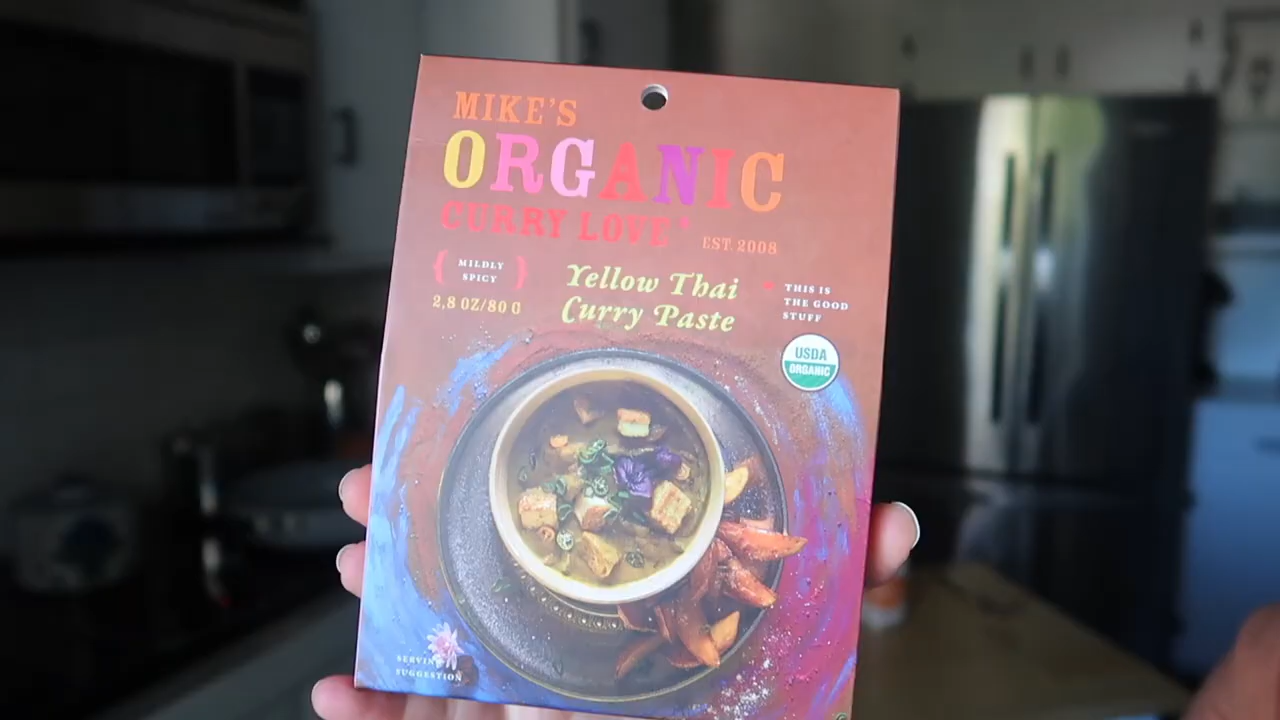 MIKE'S
ORGANIC
CURRY LOVE
EST. 2008
{ MILDLY
SPICY }
2,8 OZ/80 G
Yellow Thai
Curry Paste
THIS IS
THE GOOD
STUFF
USDA
ORGANIC
SERVING
SUGGESTION